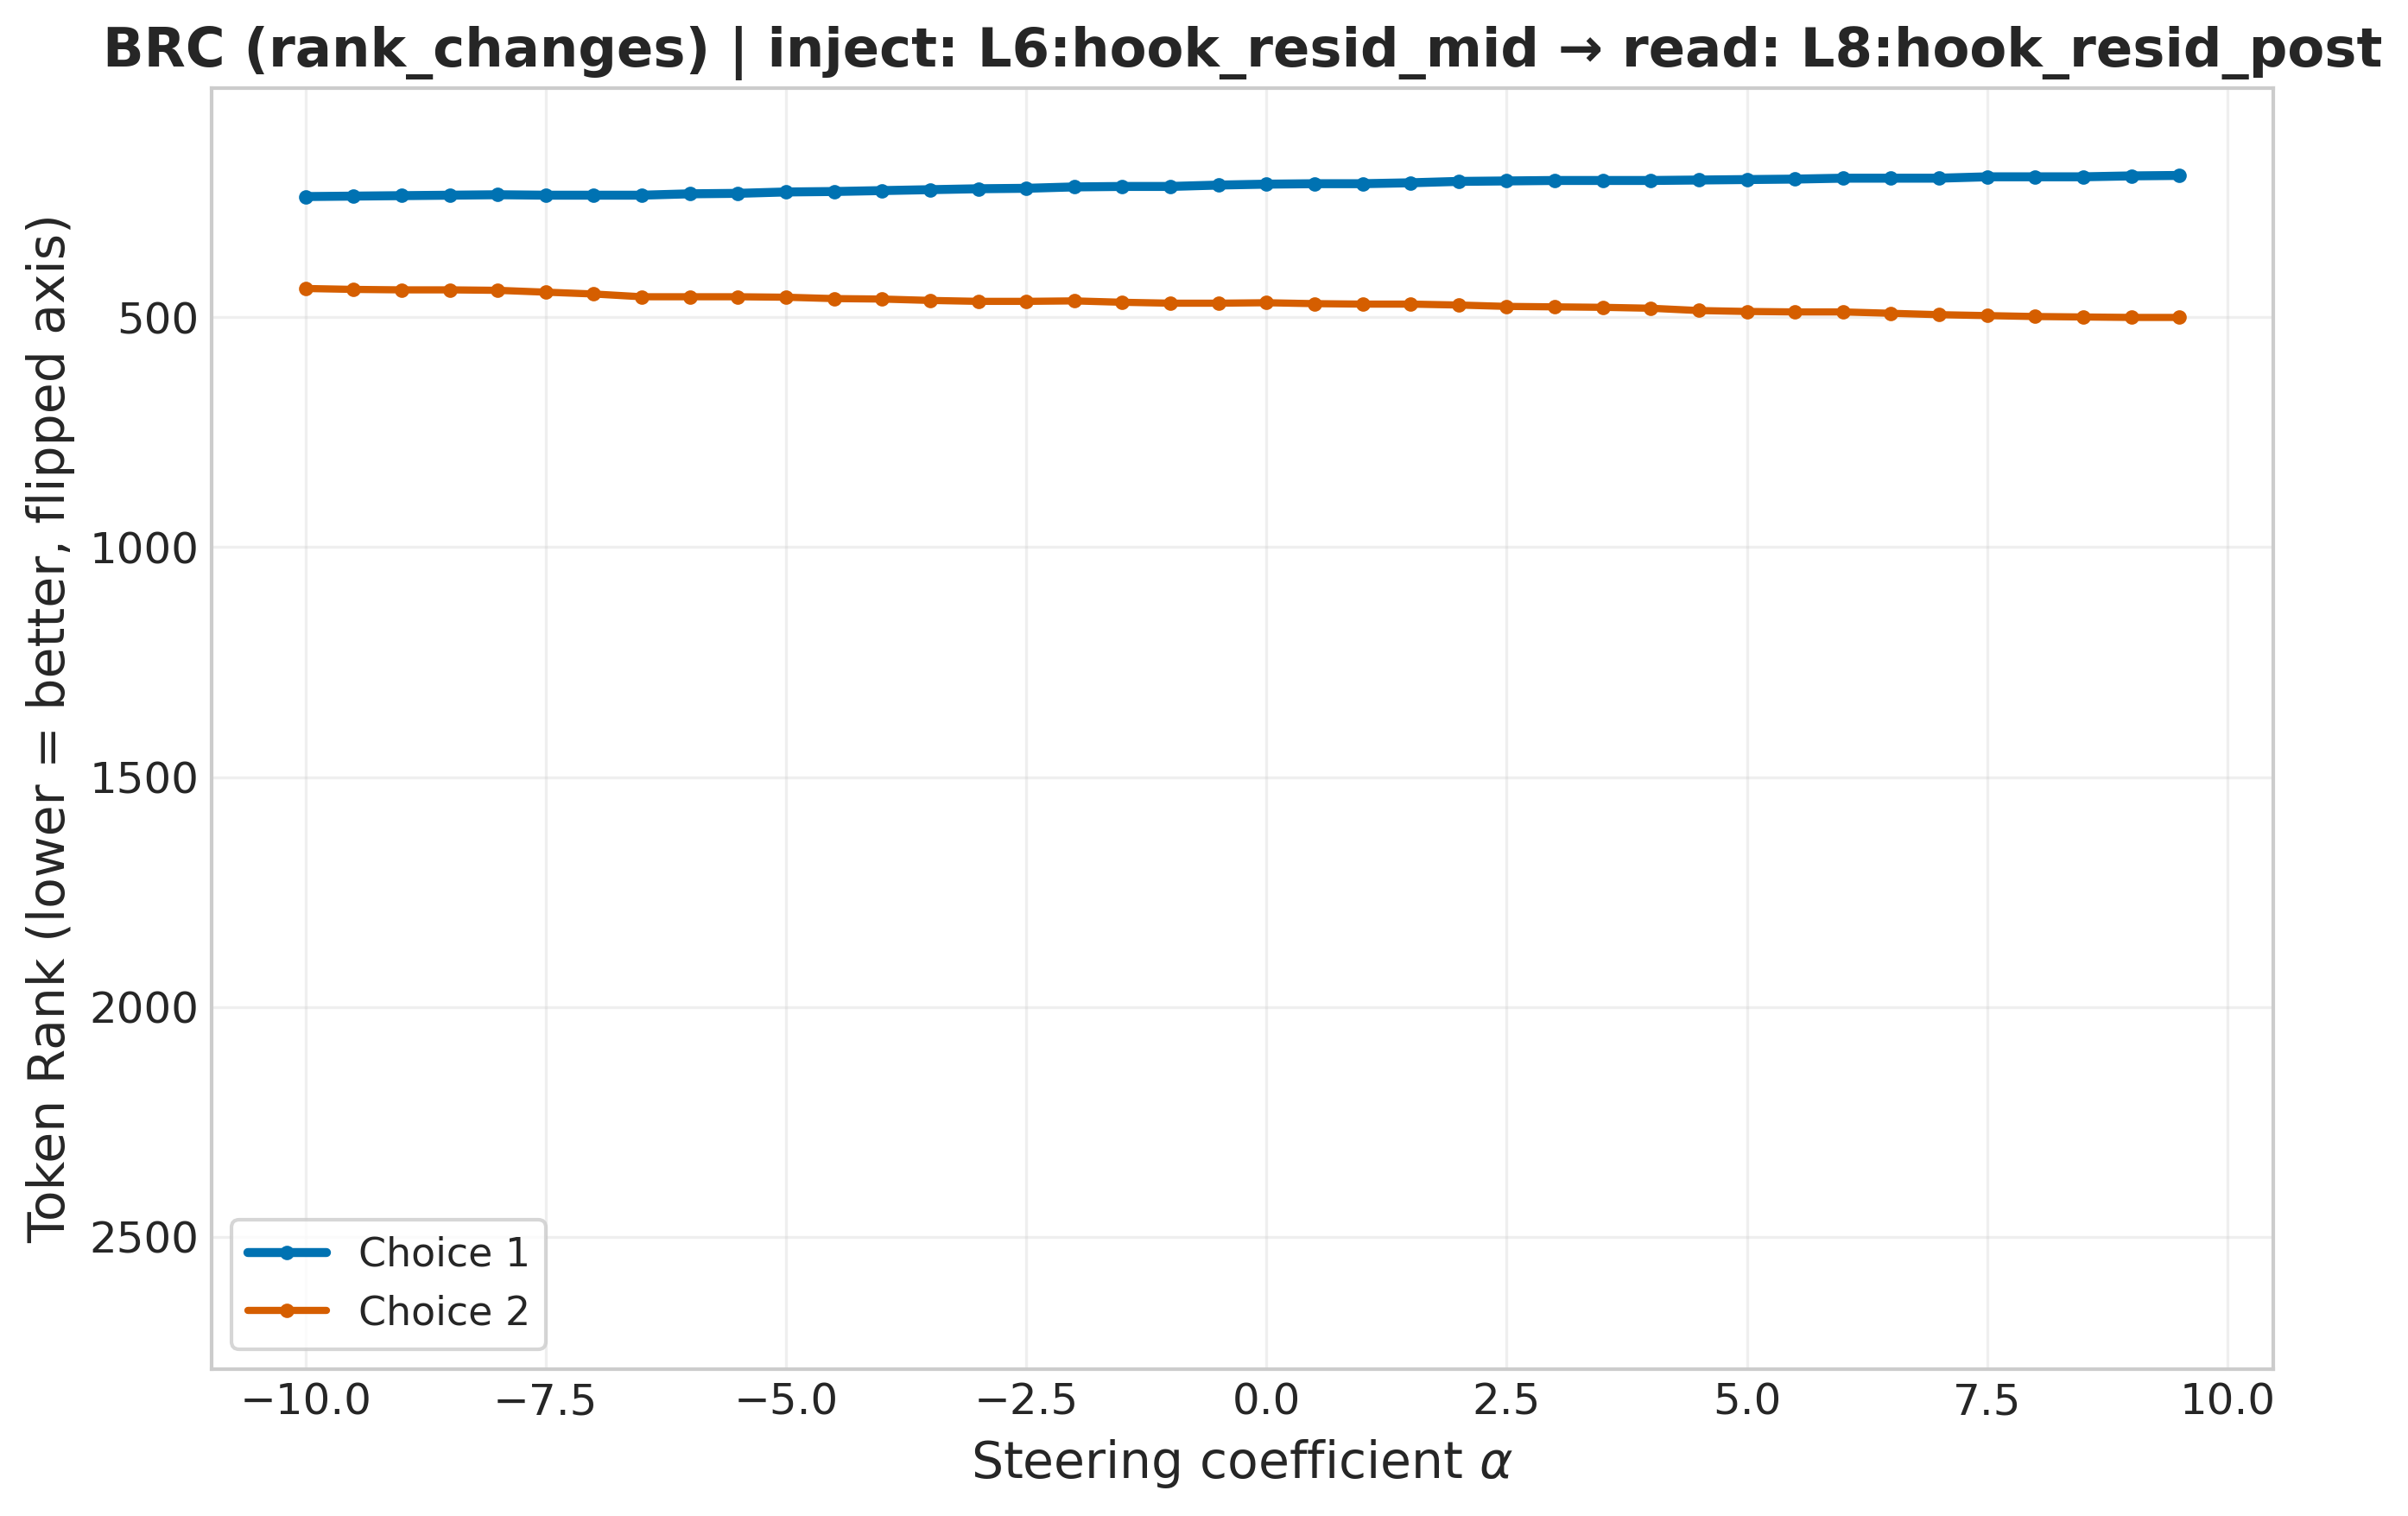 BRC (rank_changes) | inject: L6:hook_resid_mid → read: L8:hook_resid_post
Token Rank (lower = better, flipped axis)
500
1000
1500
2000
2500
Choice 1
Choice 2
−10.0 −7.5 −5.0 −2.5 0.0 2.5 5.0 7.5 10.0
Steering coefficient α